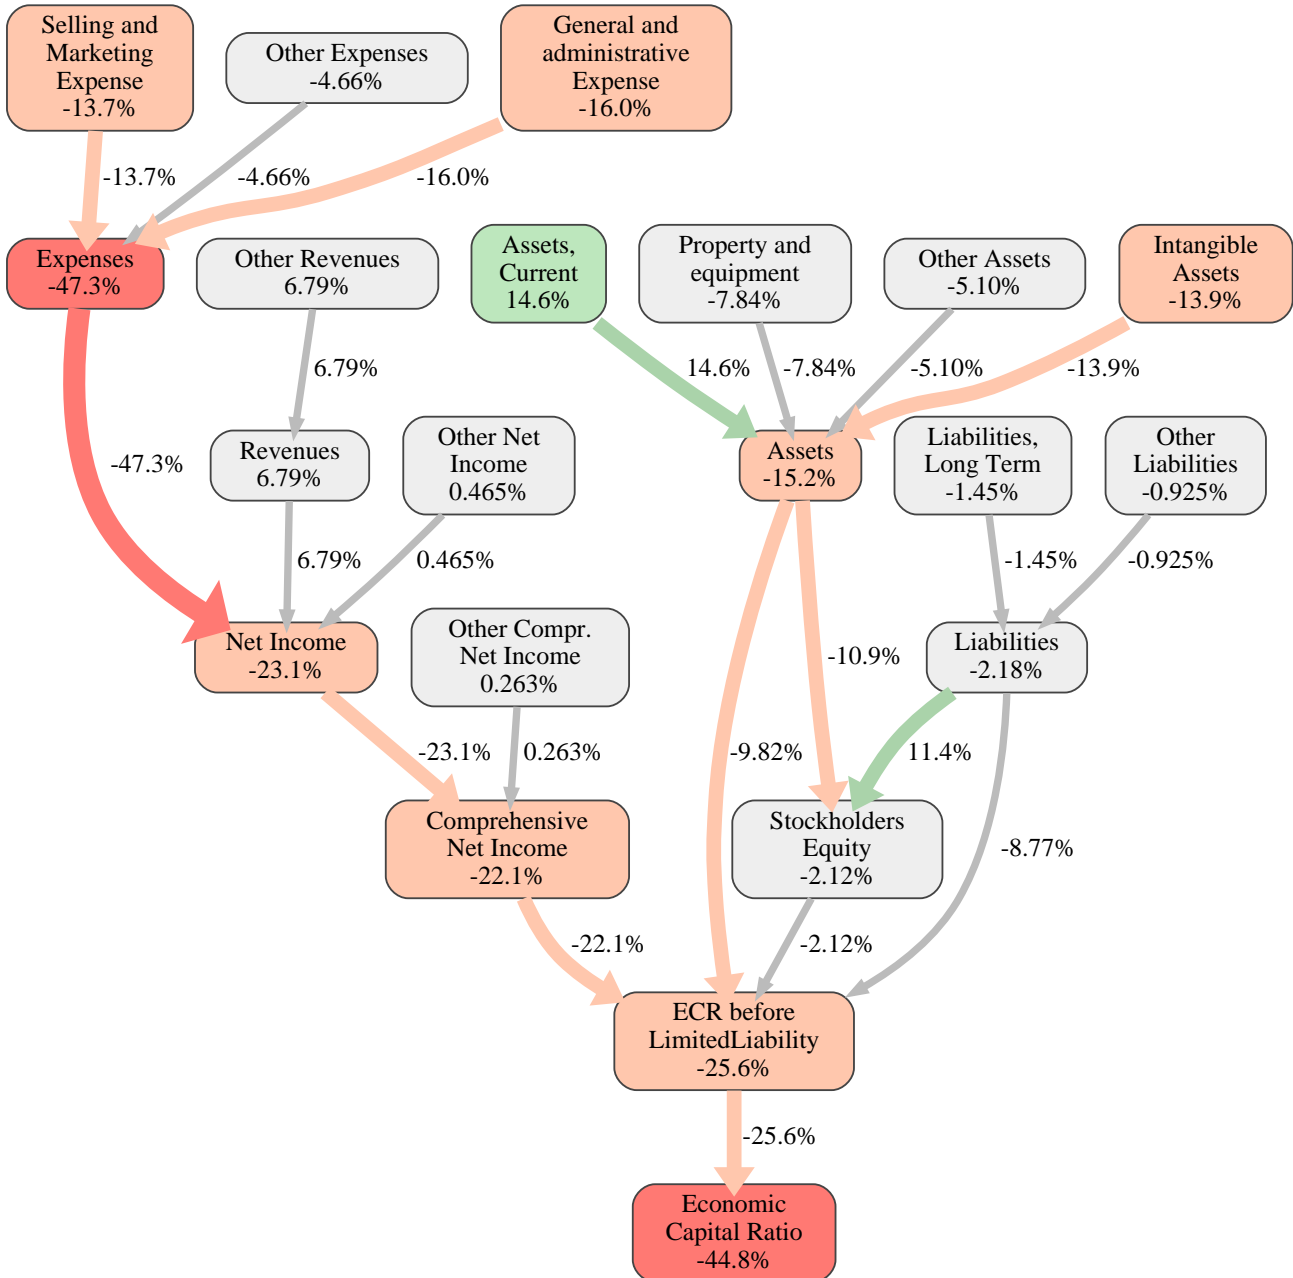 Selling and
Marketing
Expense
-13.7%
Other Expenses
-4.66%
General and
administrative
Expense
-16.0%
-13.7%
-4.66%
-16.0%
Expenses
-47.3%
Other Revenues
6.79%
Assets,
Current
14.6%
Property and
equipment
-7.84%
Other Assets
-5.10%
Intangible
Assets
-13.9%
6.79%
14.6%
-7.84%
-5.10%
-13.9%
-47.3%
Revenues
6.79%
Other Net
Income
0.465%
Assets
-15.2%
Liabilities,
Long Term
-1.45%
Other
Liabilities
-0.925%
6.79%
0.465%
-1.45%
-0.925%
Net Income
-23.1%
Other Compr.
Net Income
0.263%
-10.9%
Liabilities
-2.18%
-23.1%
0.263%
-9.82%
11.4%
Comprehensive
Net Income
-22.1%
Stockholders
Equity
-2.12%
-8.77%
-22.1%
-2.12%
ECR before
LimitedLiability
-25.6%
-25.6%
Economic
Capital Ratio
-44.8%